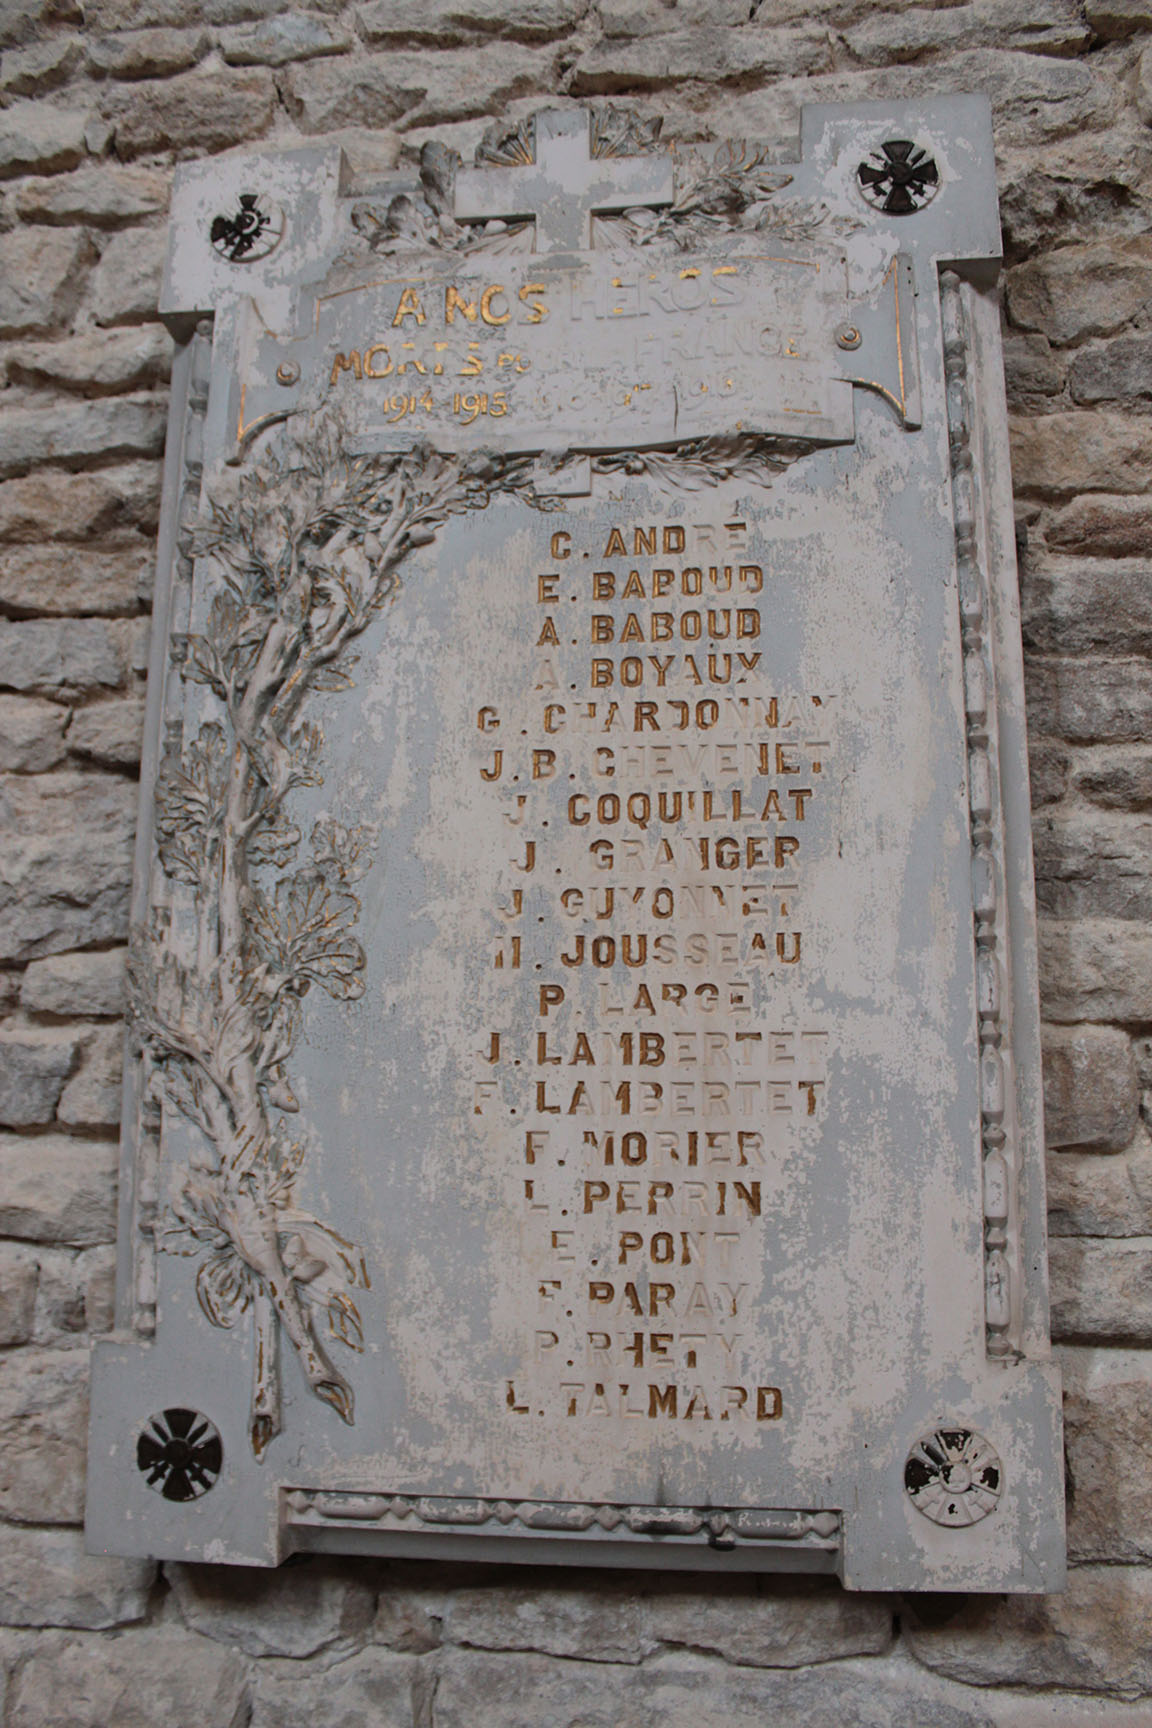 A NOS HEROS
MORTS POUR LA FRANCE
1914-1915-1916-1917-1918
C. ANDRE
E. BABOUD
A. BABOUD
A. BOYAUX
G. CHARDONNAY
J.B. CHEVENET
J. COQUILLAT
J. GRANGER
J. GUYONNET
M. JOUSSEAU
P. LARGE
J. LAMBERTET
F. LAMBERTET
F. MORIER
L. PERRIN
E. PONT
F. PARAY
P. RHETY
L. TALMARD